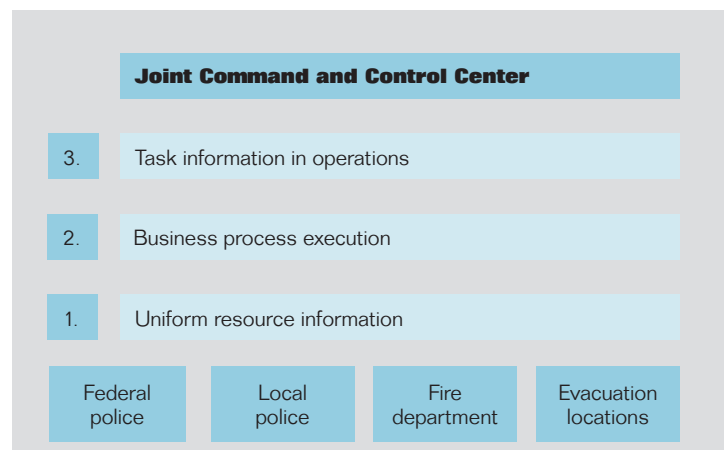 Joint Command and Control Center
3. Task information in operations
2. Business process execution
1. Uniform resource information
Federal
police
Local
police
Fire
department
Evacuation
locations